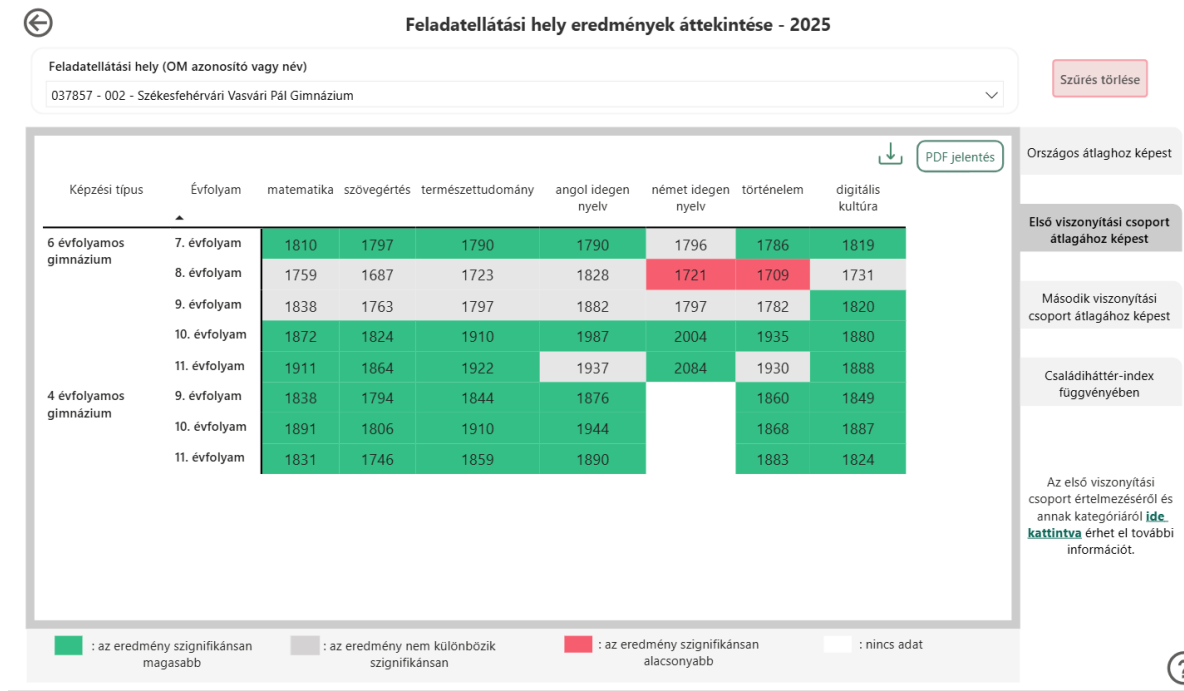 Feladatellátási hely eredmények áttekintése - 2025
Feladatellátási hely (OM azonosító vagy név)
037857 - 002 - Székesfehérvári Vasvári Pál Gimnázium
Szűrés törlése
PDF jelentés
Képzési típus Évfolyam matematika szövegértés természettudomány angol idegen nyelv német idegen nyelv történelem digitális kultúra
6 évfolyamos gimnázium 7. évfolyam 1810 1797 1790 1790 1796 1786 1819
8. évfolyam 1759 1687 1723 1828 1721 1709 1731
9. évfolyam 1838 1763 1797 1882 1797 1782 1820
10. évfolyam 1872 1824 1910 1987 2004 1935 1880
11. évfolyam 1911 1864 1922 1937 2084 1930 1888
4 évfolyamos gimnázium 9. évfolyam 1838 1794 1844 1876 1860 1849
10. évfolyam 1891 1806 1910 1944 1868 1887
11. évfolyam 1831 1746 1859 1890 1883 1824
Országos átlaghoz képest
Első viszonyítási csoport
átlagához képest
Második viszonyítási
csoport átlagához képest
Családiháttér-index
függvényében
Az első viszonyítási
csoport értelmezéséről és
annak kategóriáról ide
kattintva érhet el további
információt.
: az eredmény szignifikánsan
magasabb
: az eredmény nem különbözik
szignifikánsan
: az eredmény szignifikánsan
alacsonyabb
: nincs adat
?